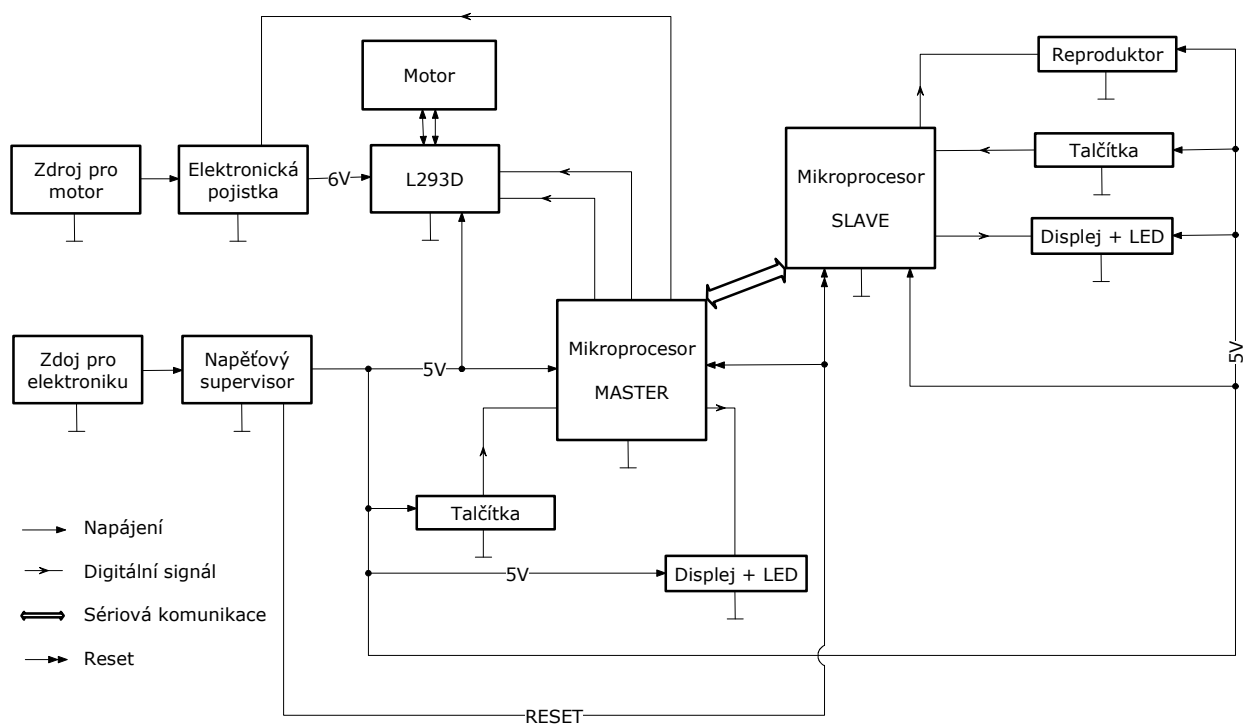 Motor
Reproduktor
Zdroj pro
motor
Elektronická
pojistka
6V
L293D
Mikroprocesor
SLAVE
Talčítka
Displej + LED
Zdoj pro
elektroniku
Napěťový
supervisor
5V
Mikroprocesor
MASTER
5V
Talčítka
5V
Displej + LED
Napájení
Digitální signál
Sériová komunikace
Reset
RESET